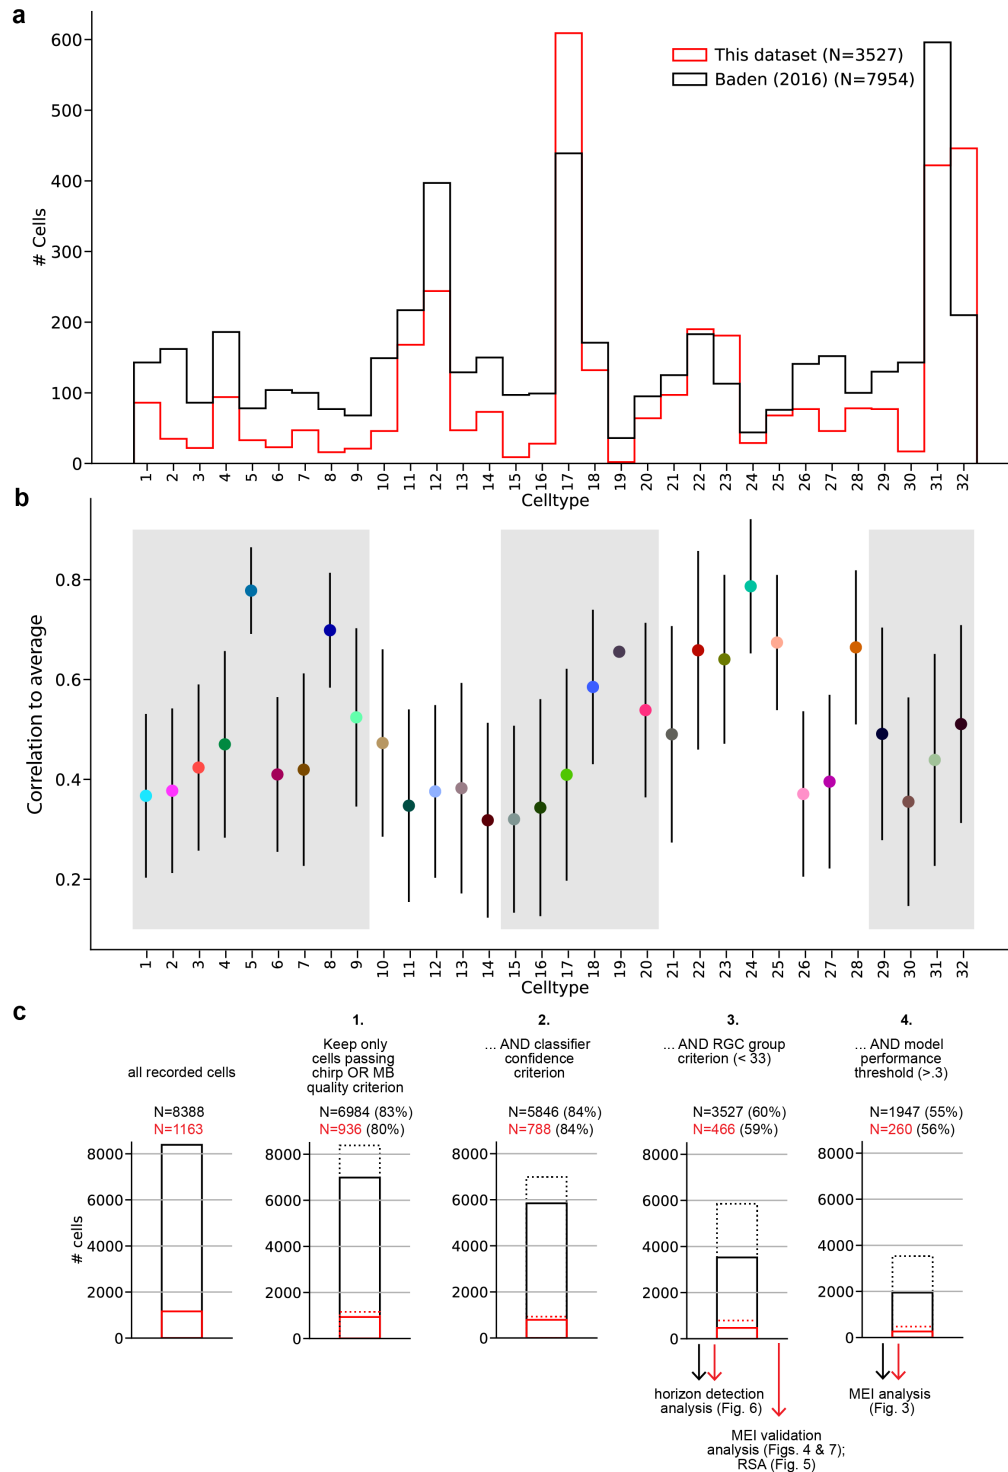 a
600
500
400
300
200
100
0
# Cells
This dataset (N=3527)
Baden (2016) (N=7954)
1 2 3 4 5 6 7 8 9 10 11 12 13 14 15 16 17 18 19 20 21 22 23 24 25 26 27 28 29 30 31 32
Celltype
b
0.8
0.6
0.4
0.2
Correlation to average
1 2 3 4 5 6 7 8 9 10 11 12 13 14 15 16 17 18 19 20 21 22 23 24 25 26 27 28 29 30 31 32
Celltype
c
all recorded cells
N=8388
N=1163
8000
6000
4000
2000
0
# cells
1.
Keep only
cells passing
chirp OR MB
quality criterion
N=6984 (83%)
N=936 (80%)
8000
6000
4000
2000
0
2.
... AND classifier
confidence
criterion
N=5846 (84%)
N=788 (84%)
8000
6000
4000
2000
0
3.
... AND RGC group
criterion (< 33)
N=3527 (60%)
N=466 (59%)
8000
6000
4000
2000
0
horizon detection
analysis (Fig. 6)
MEI validation
analysis (Figs. 4 & 7);
RSA (Fig. 5)
4.
... AND model
performance
threshold (>.3)
N=1947 (55%)
N=260 (56%)
8000
6000
4000
2000
0
MEI analysis
(Fig. 3)